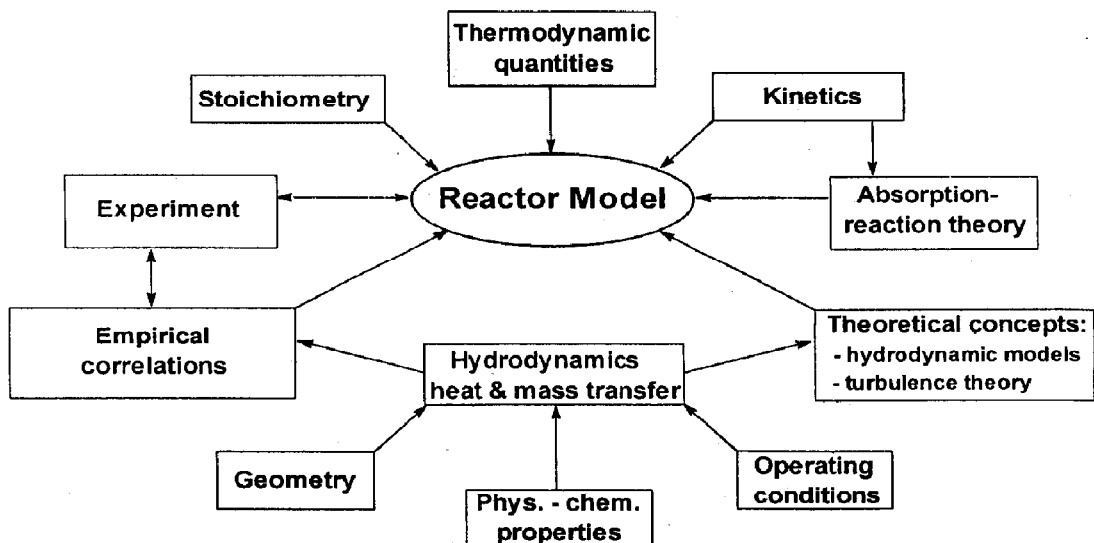 Thermodynamic
quantities
Stoichiometry
Kinetics
Experiment
Reactor Model
Absorption-
reaction theory
Empirical
correlations
Hydrodynamics
heat & mass transfer
Theoretical concepts:
- hydrodynamic models
- turbulence theory
Geometry
Phys. - chem.
properties
Operating
conditions